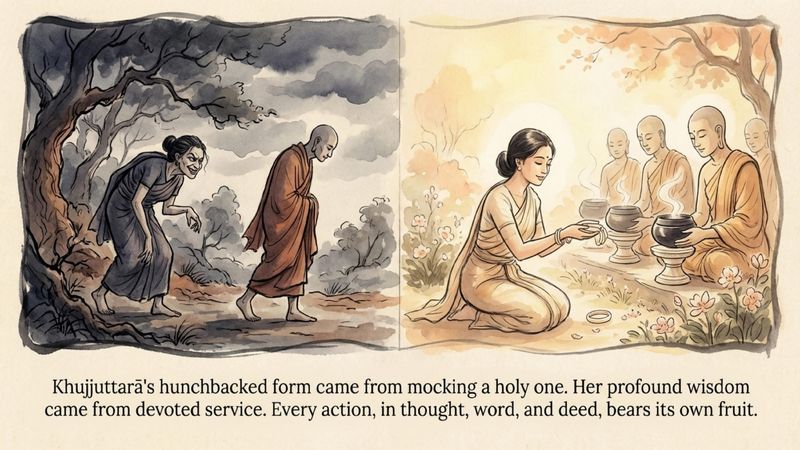 Khujjuttarā's hunchbacked form came from mocking a holy one. Her profound wisdom
came from devoted service. Every action, in thought, word, and deed, bears its own fruit.